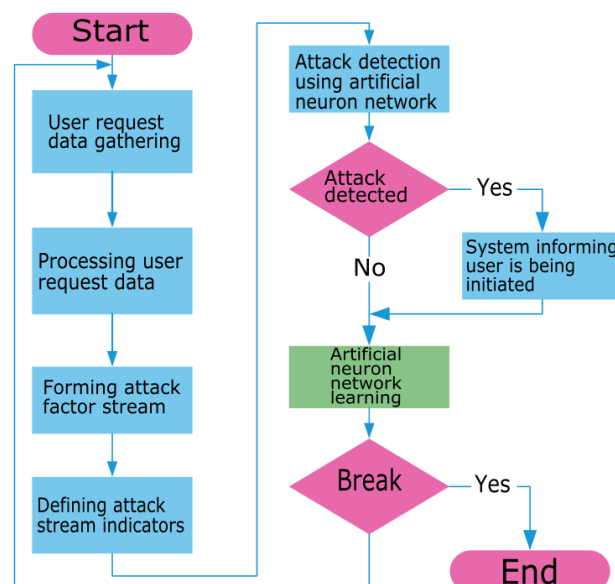 Start
User request
data gathering
Processing user
request data
Forming attack
factor stream
Defining attack
stream indicators
Attack detection
using artificial
neuron network
Attack
detected
Yes
System informing
user is being
initiated
No
Artificial
neuron
network
learning
Break
Yes
End